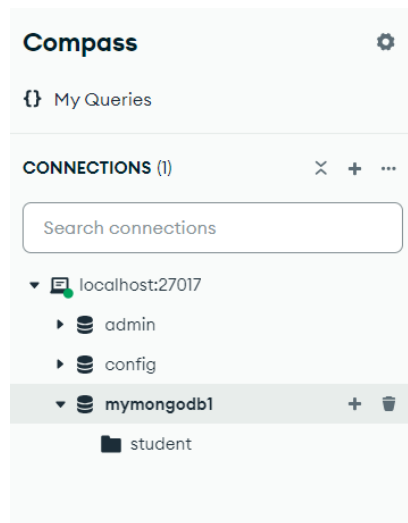 Compass
{} My Queries
CONNECTIONS (1)
Search connections
localhost:27017
admin
config
mymongodb1
student